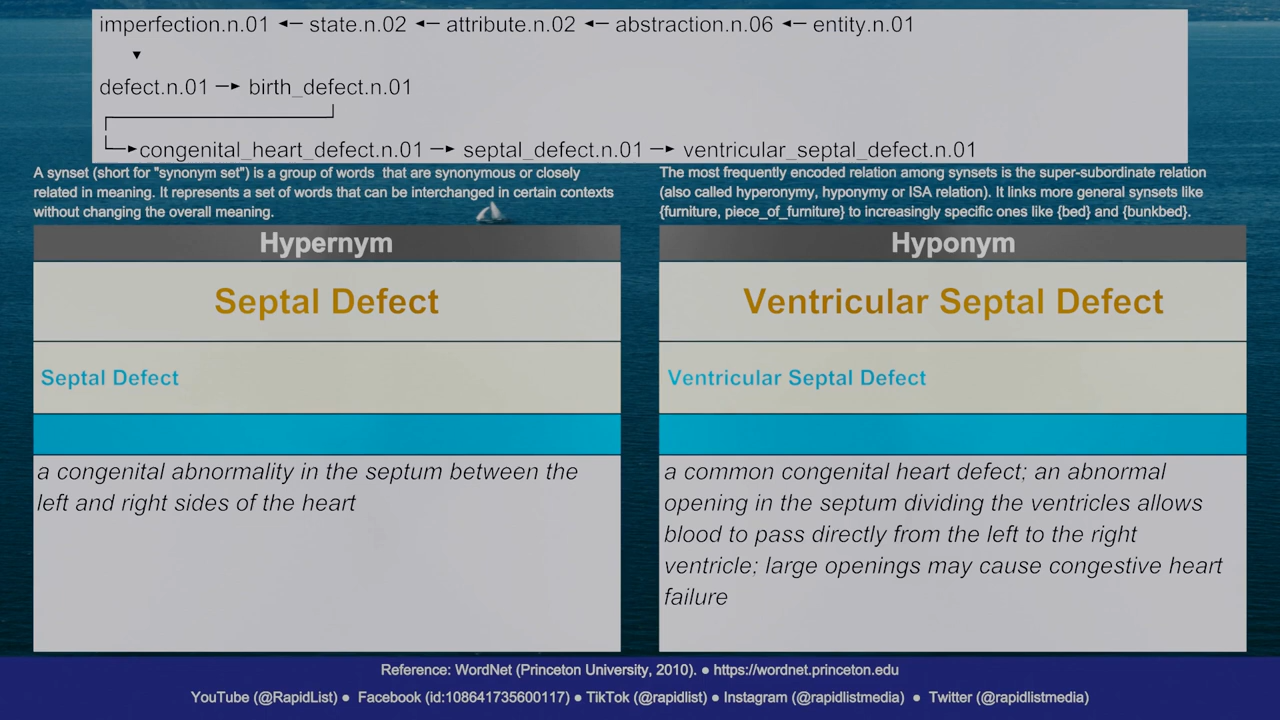 imperfection.n.01 ◄─ state.02 ◄─ attribute.n.02 ◄─ abstraction.n.06 ◄─ entity.n.01
▼
defect.n.01 ─► birth_defect.n.01
└─►congenital_heart_defect.n.01 ─► septal_defect.n.01 ─► ventricular_septal_defect.n.01
A synset (short for "synonym set") is a group of words that are synonymous or closely
related in meaning. It represents a set of words that can be interchanged in certain contexts
without changing the overall meaning.
The most frequently encoded relation among synsets is the super-subordinate relation
(also called hyperonymy, hyponymy or ISA relation). It links more general synsets like
{furniture, piece_of_furniture} to increasingly specific ones like {bed} and {bunkbed}.
Hypernym
Septal Defect
Septal Defect
a congenital abnormality in the septum between the
left and right sides of the heart
Hyponym
Ventricular Septal Defect
Ventricular Septal Defect
a common congenital heart defect; an abnormal
opening in the septum dividing the ventricles allows
blood to pass directly from the left to the right
ventricle; large openings may cause congestive heart
failure
Reference: WordNet (Princeton University, 2010). ● https://wordnet.princeton.edu
YouTube (@RapidList) ● Facebook (id:108641735600117) ● TikTok (@rapidlist) ● Instagram (@rapidlistmedia) ● Twitter (@rapidlistmedia)